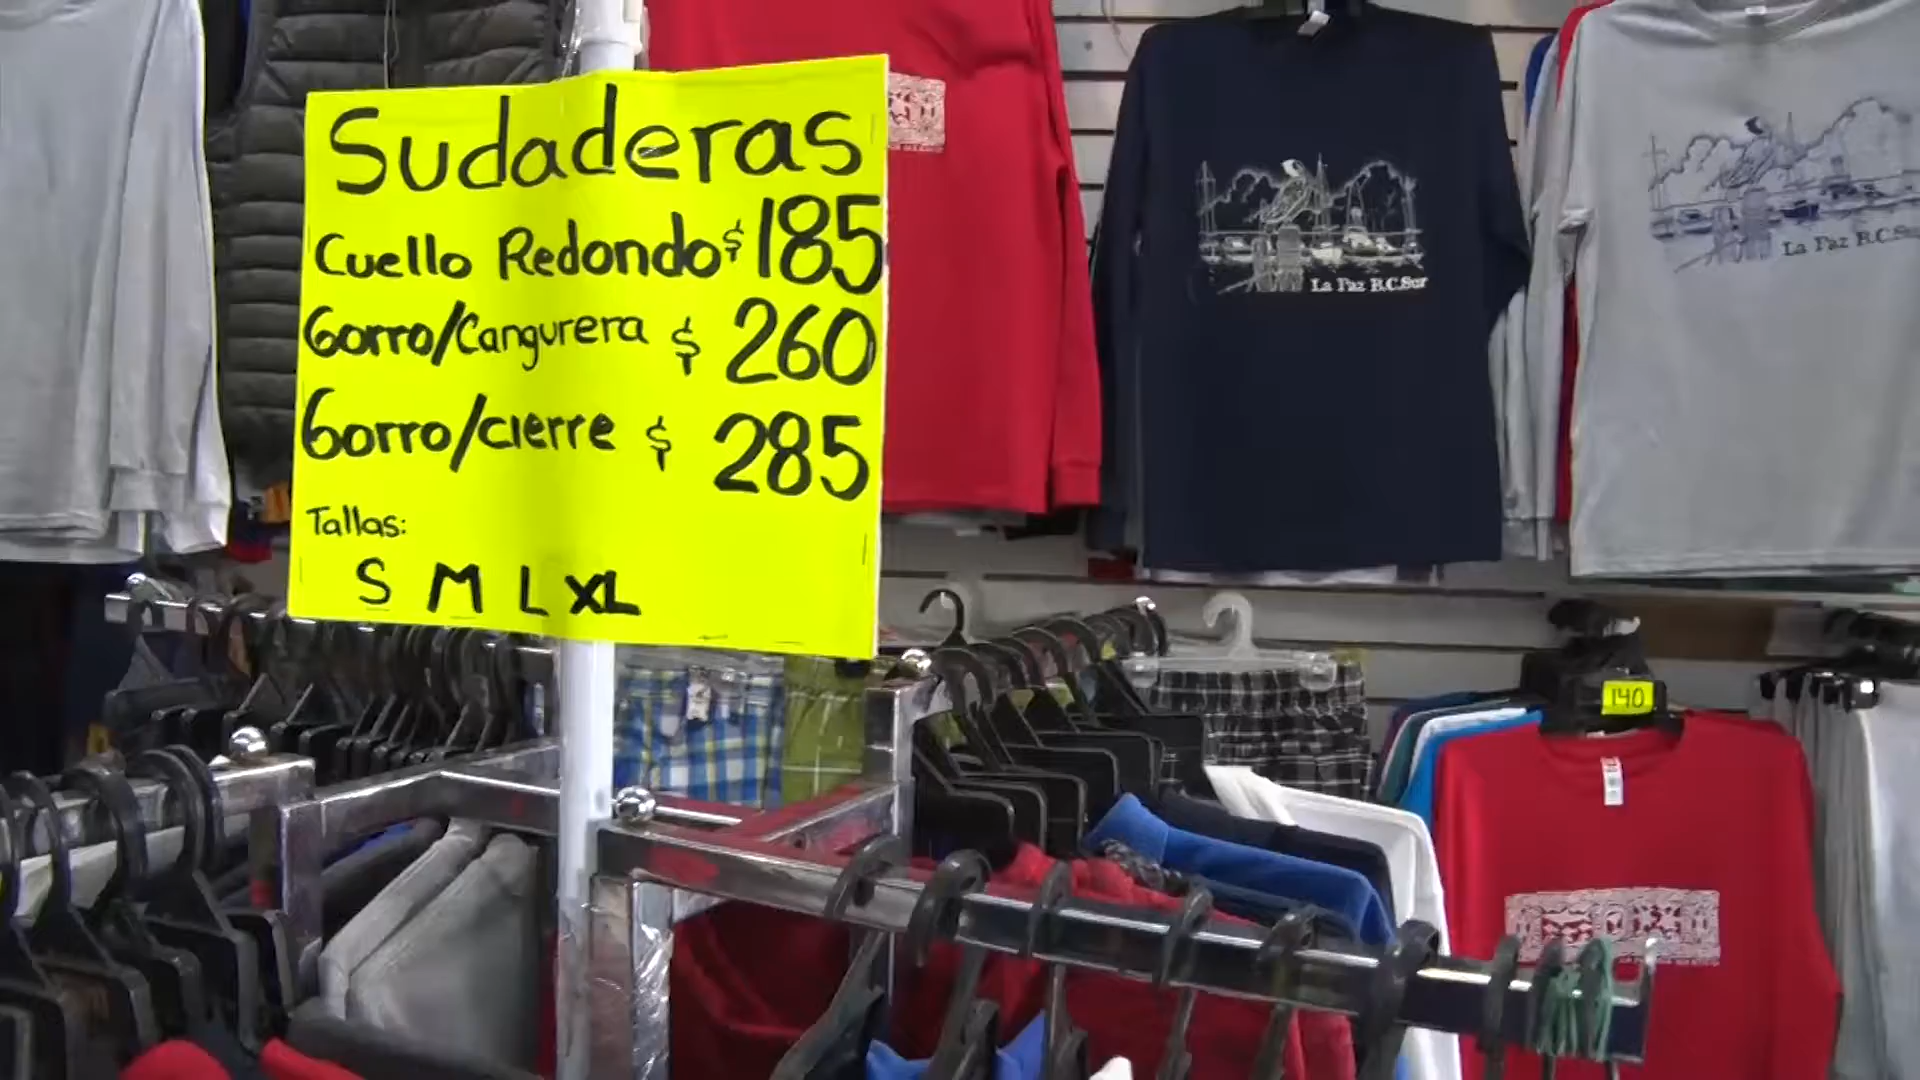 Sudaderas
Cuello Redondo $ 185
Gorro/Cangurera $ 260
Gorro/cierre $ 285
Tallas:
S M L XL
La Paz B.C.Sur
La Paz B.C.Sur
140